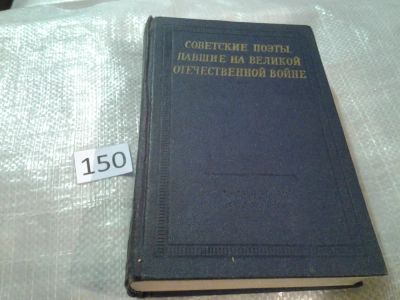 СОВЕТСКИЕ ПОЭТЫ,
ПАВШИЕ НА ВЕЛИКОЙ
ОТЕЧЕСТВЕННОЙ ВОЙНЕ
150